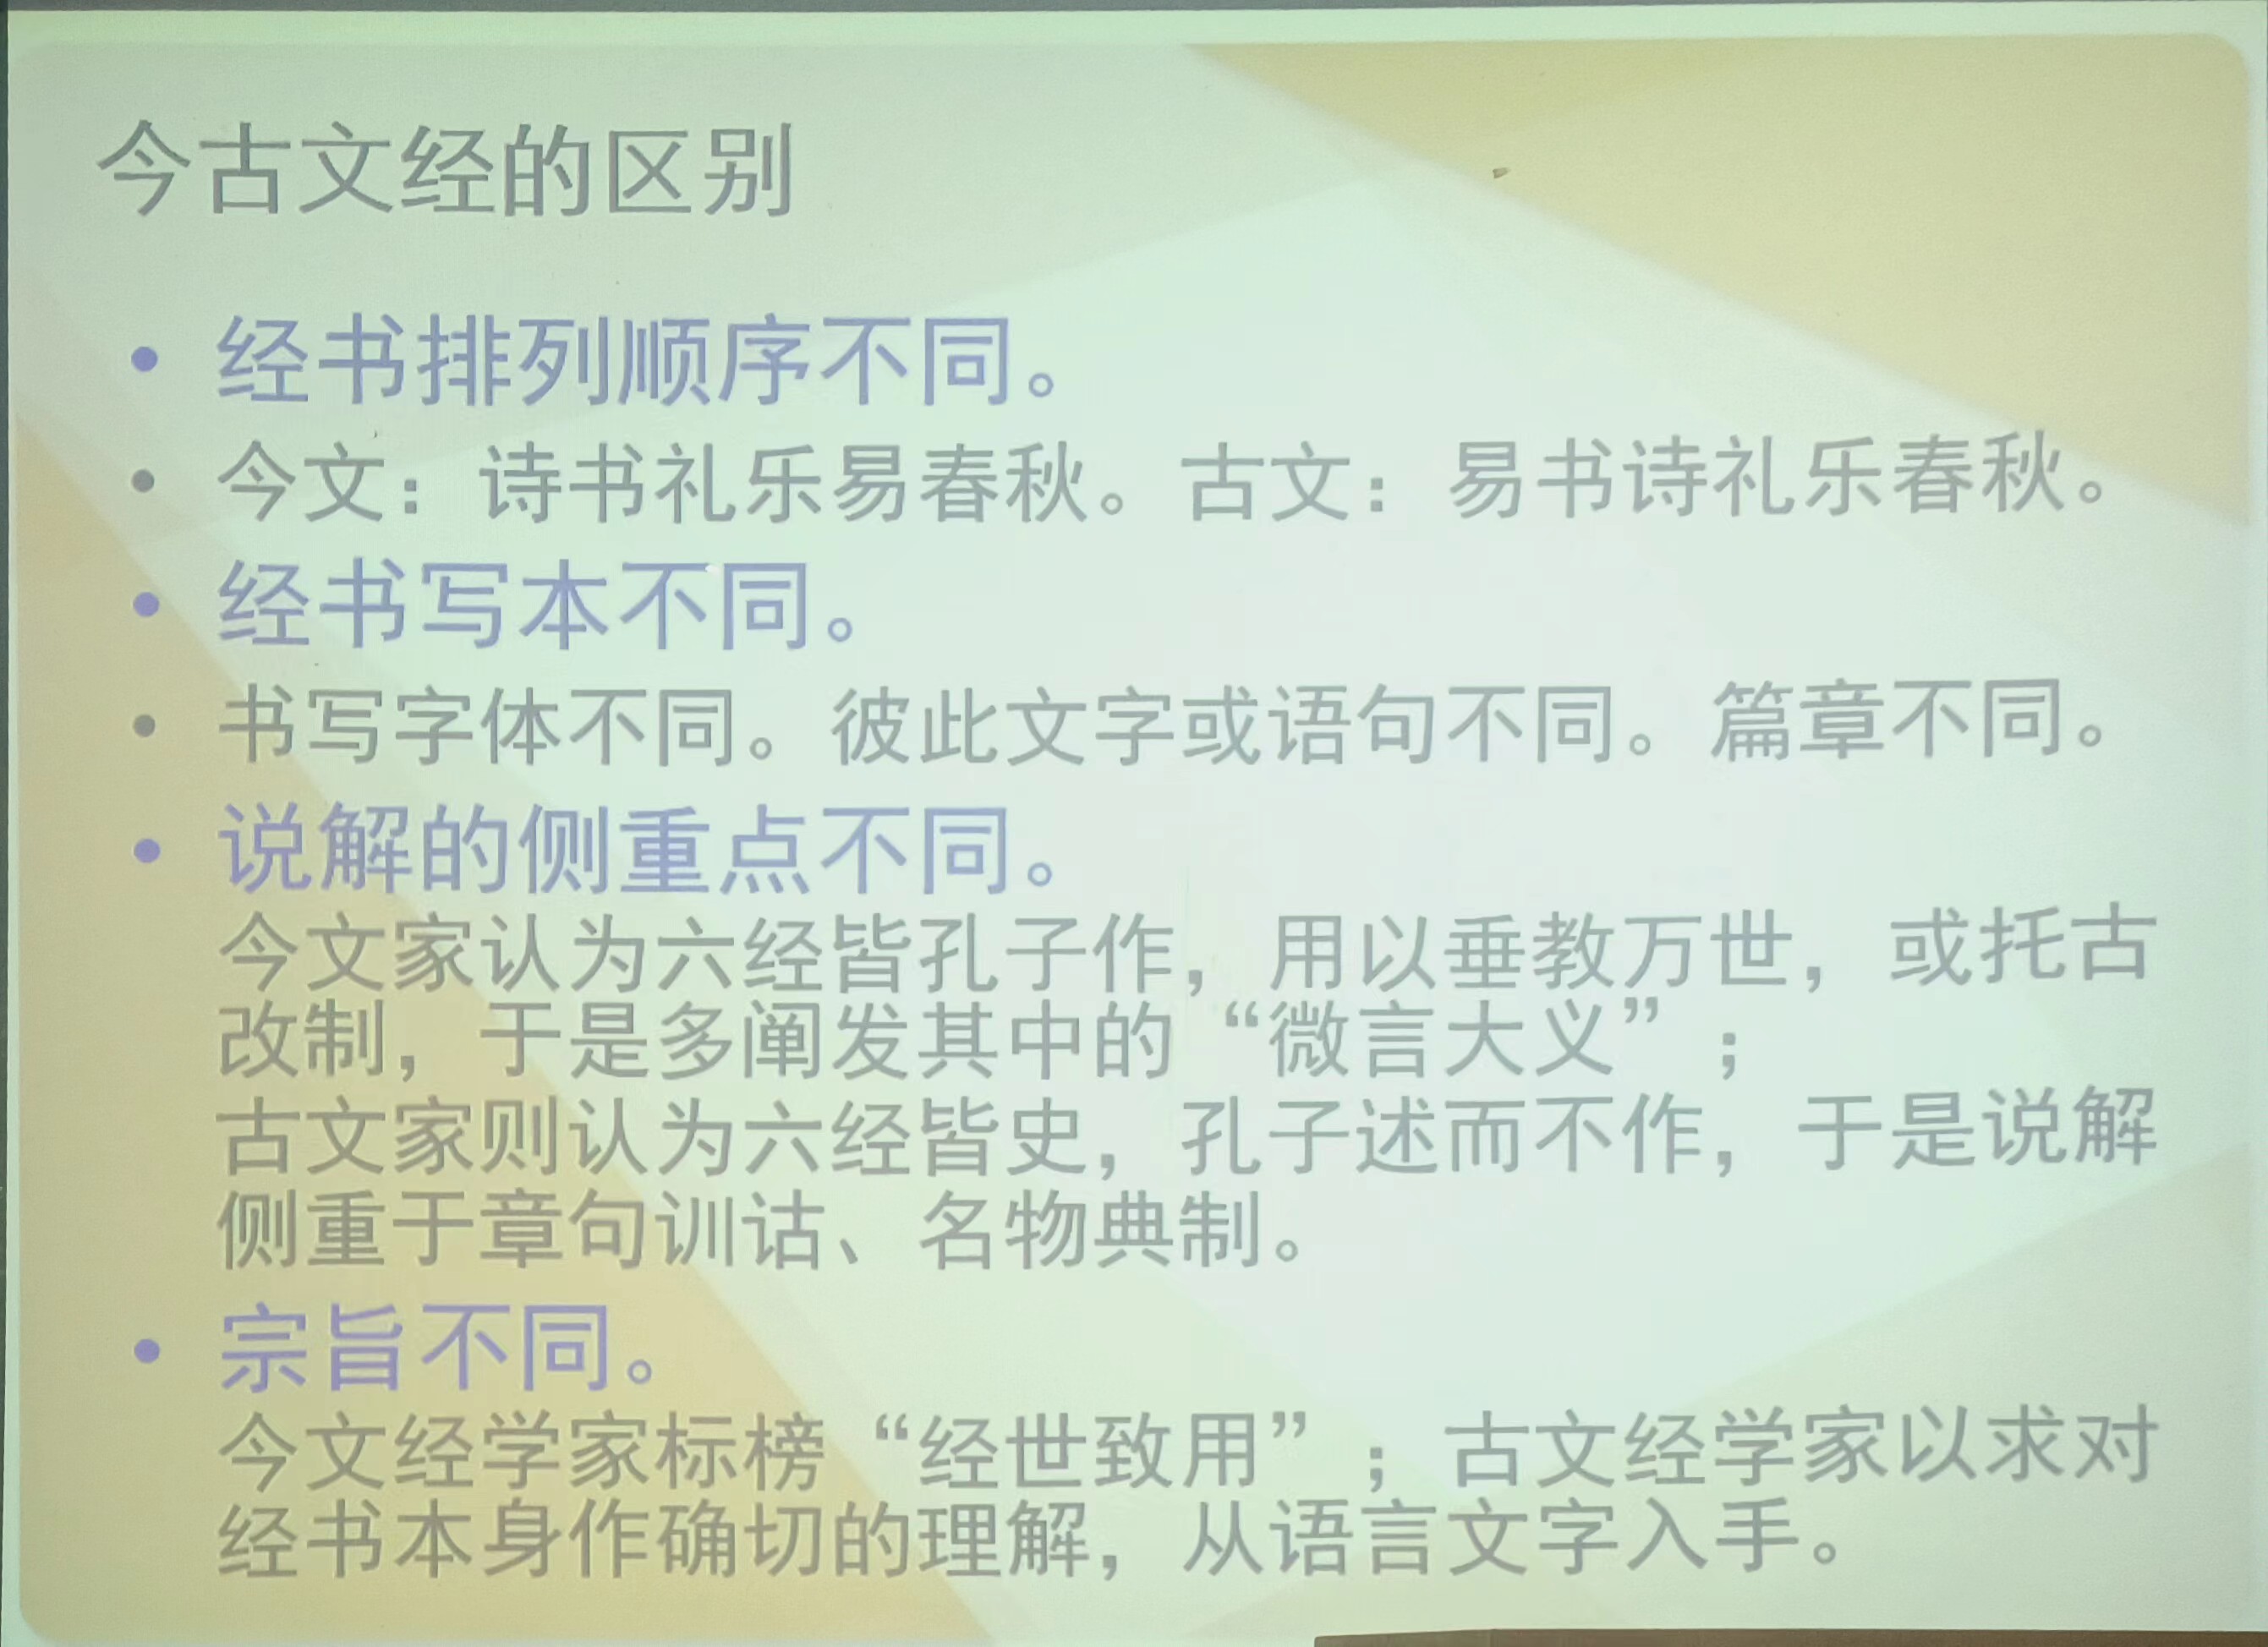 今古文经的区别
• 经书排列顺序不同。
• 今文：诗书礼乐易春秋。古文：易书诗礼乐春秋。
• 经书写本不同。
• 书写字体不同。彼此文字或语句不同。篇章不同。
• 说解的侧重点不同。
今文家认为六经皆孔子作，用以垂教万世，或托古
改制，于是多阐发其中的“微言大义”；
古文家则认为六经皆史，孔子述而不作，于是说解
侧重于章句训诂、名物典制。
• 宗旨不同。
今文经学家标榜“经世致用”；古文经学家以求对
经书本身作确切的理解，从语言文字入手。